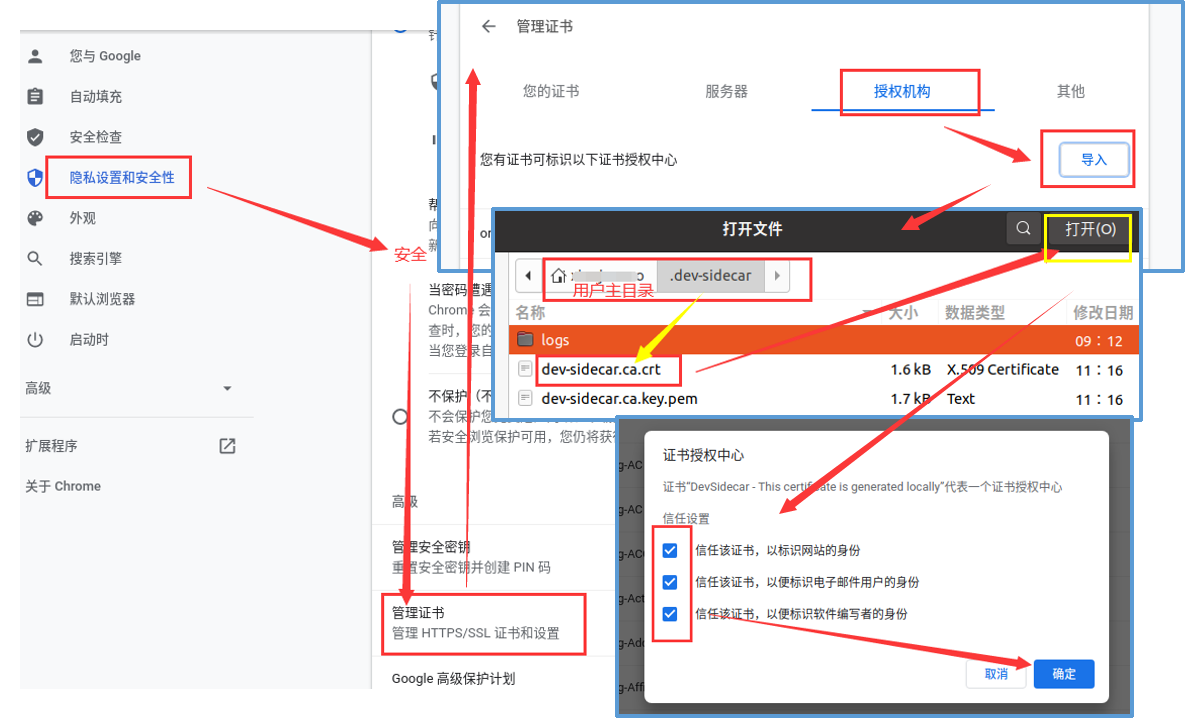 您与 Google
自动填充
安全检查
隐私设置和安全性
外观
搜索引擎
默认浏览器
启动时
高级
扩展程序
关于 Chrome
安全
当密码遭遇
Chrome 会
查时，您的
当您登录自
不保护（不
不会保护您
若安全浏览保护可用，您仍将获得
高级
管理安全密钥
重置安全密钥并创建 PIN 码
管理证书
管理 HTTPS/SSL 证书和设置
Google 高级保护计划
管理证书
您的证书
服务器
授权机构
其他
您有证书可标识以下证书授权中心
导入
or
打开文件
打开(O)
.dev-sidecar
用户主目录
名称
大小
数据类型
修改日期
logs
09：12
dev-sidecar.ca.crt
1.6 kB
X.509 Certificate
11：16
dev-sidecar.ca.key.pem
1.7 kB
Text
11：16
g-AC
g-AC
g-AC
g-Act
g-Add
g-Affi
证书授权中心
证书"DevSidecar - This certificate is generated locally"代表一个证书授权中心
信任设置
信任该证书，以标识网站的身份
信任该证书，以便标识电子邮件用户的身份
信任该证书，以便标识软件编写者的身份
取消
确定